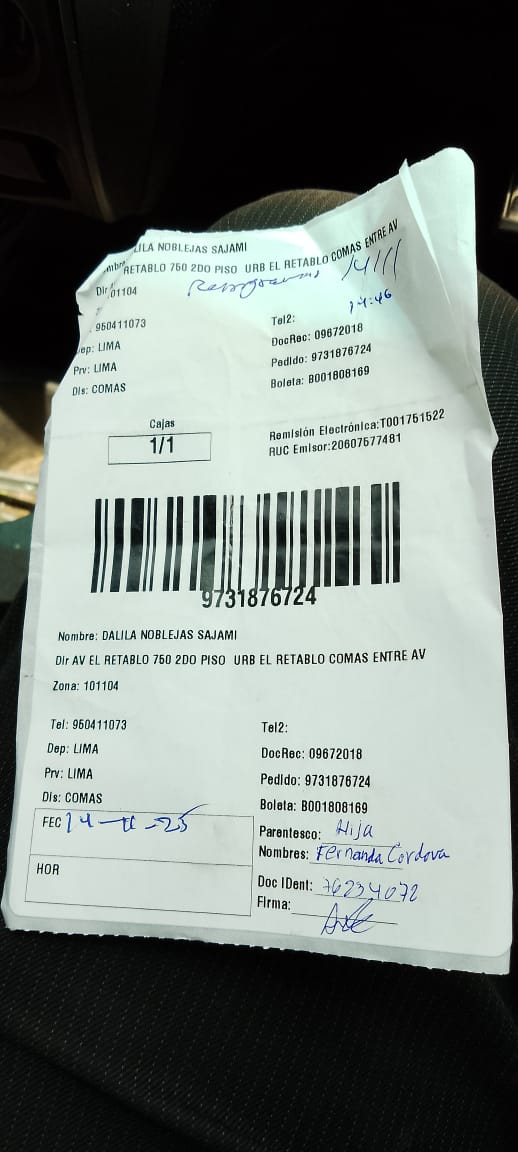 LILA NOBLEJAS SAJAMI
mbre
RETABLO 750 2DO PISO URB EL RETABLO COMAS ENTRE AV
Dir
101104
14/11
14:46
950411073
Tel2:
ep: LIMA
DocRec: 09672018
Prv: LIMA
Pedido: 9731876724
Dis: COMAS
Boleta: B001808169
Cajas
1/1
Remisión Electrónica:T001751522
RUC Emisor:20607577481
9731876724
Nombre: DALILA NOBLEJAS SAJAMI
Dir AV EL RETABLO 750 2DO PISO URB EL RETABLO COMAS ENTRE AV
Zona: 101104
Tel: 950411073
Tel2:
Dep: LIMA
DocRec: 09672018
Prv: LIMA
Pedido: 9731876724
Dis: COMAS
Boleta: B001808169
FEC 14-11-25
Parentesco: Hija
Nombres: Fernanda Cordova
HOR
Doc IDent: 76234072
Firma: